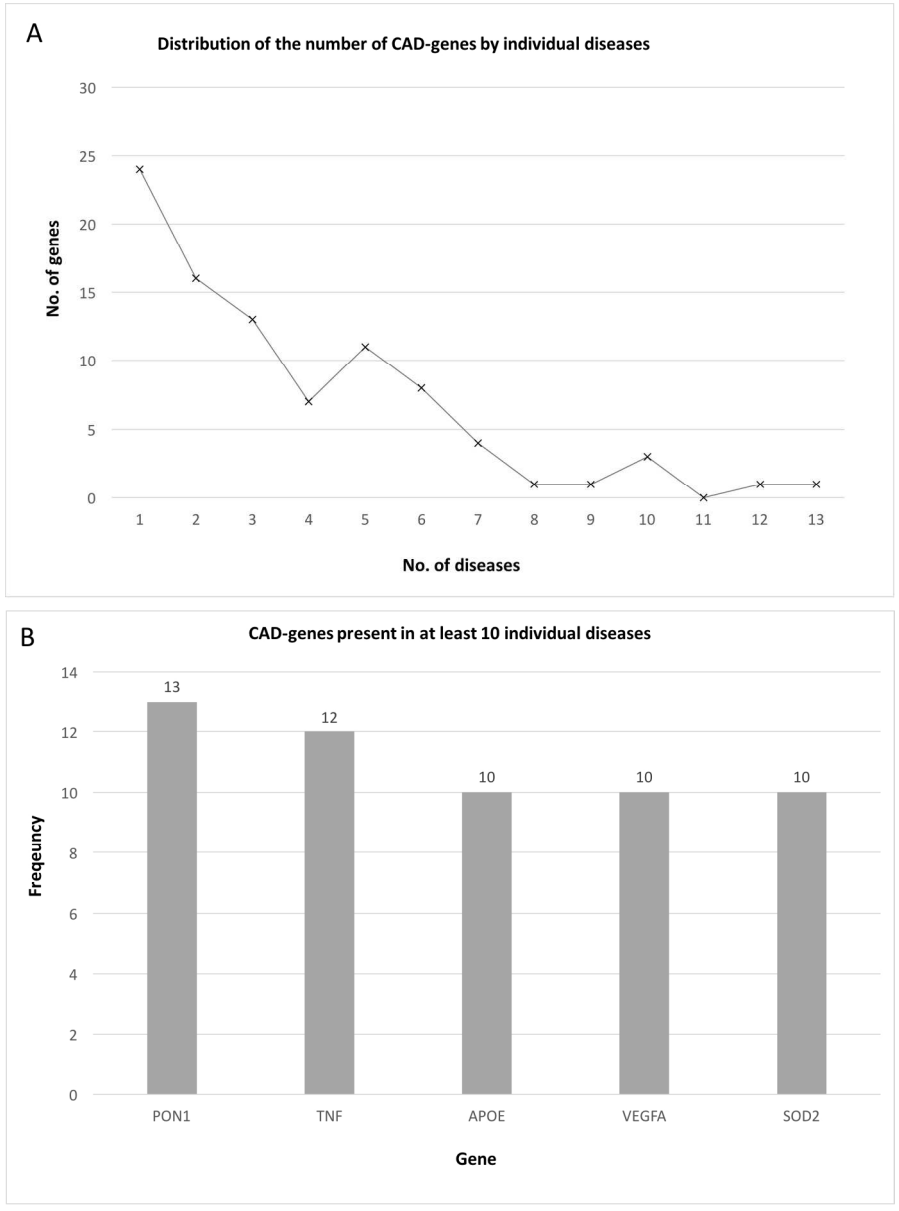 A
Distribution of the number of CAD-genes by individual diseases
30
25
20
15
10
5
0
No. of genes
1 2 3 4 5 6 7 8 9 10 11 12 13
No. of diseases
B
CAD-genes present in at least 10 individual diseases
14
12
10
8
6
4
2
0
Freqeuncy
13
12
10
10
10
PON1 TNF APOE VEGFA SOD2
Gene